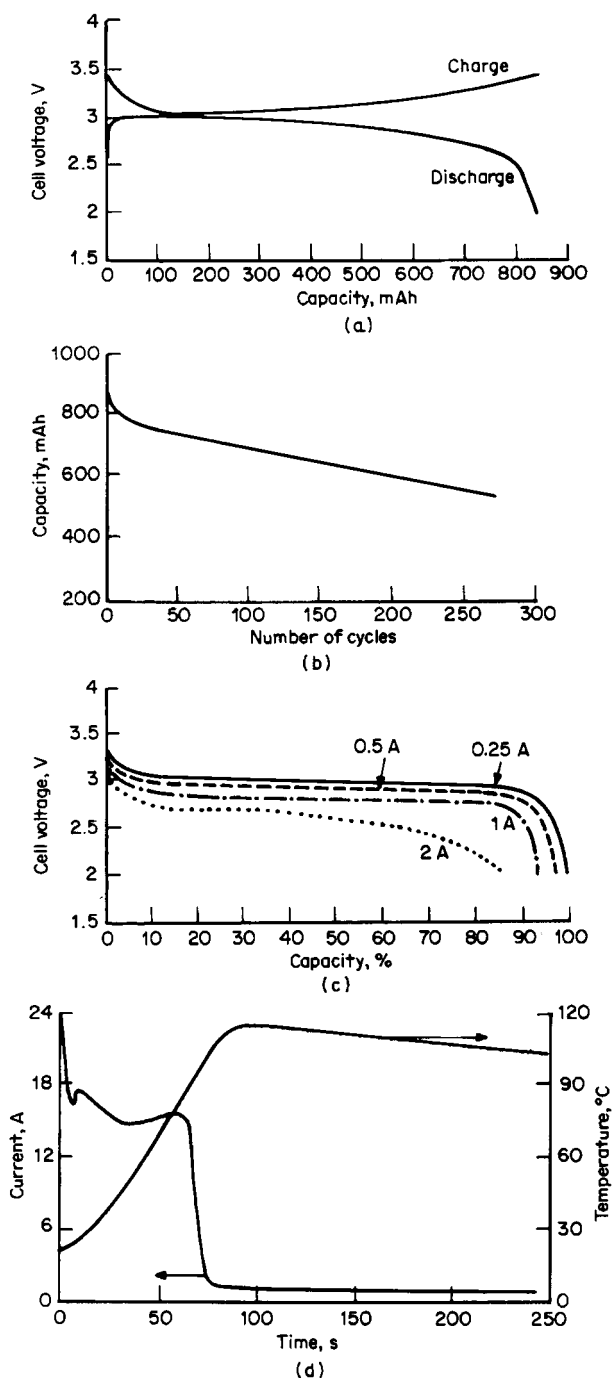 4
3.5
3
2.5
2
1.5
Cell voltage, V
Charge
Discharge
0 100 200 300 400 500 600 700 800 900
Capacity, mAh
(a)
1000
800
600
400
200
Capacity, mAh
0 50 100 150 200 250 300
Number of cycles
(b)
4
3.5
3
2.5
2
1.5
Cell voltage, V
0.5 A
0.25 A
1 A
2 A
0 10 20 30 40 50 60 70 80 90 100
Capacity, %
(c)
24
18
12
6
0
Current, A
120
90
60
30
0
Temperature, °C
0 50 100 150 200 250
Time, s
(d)